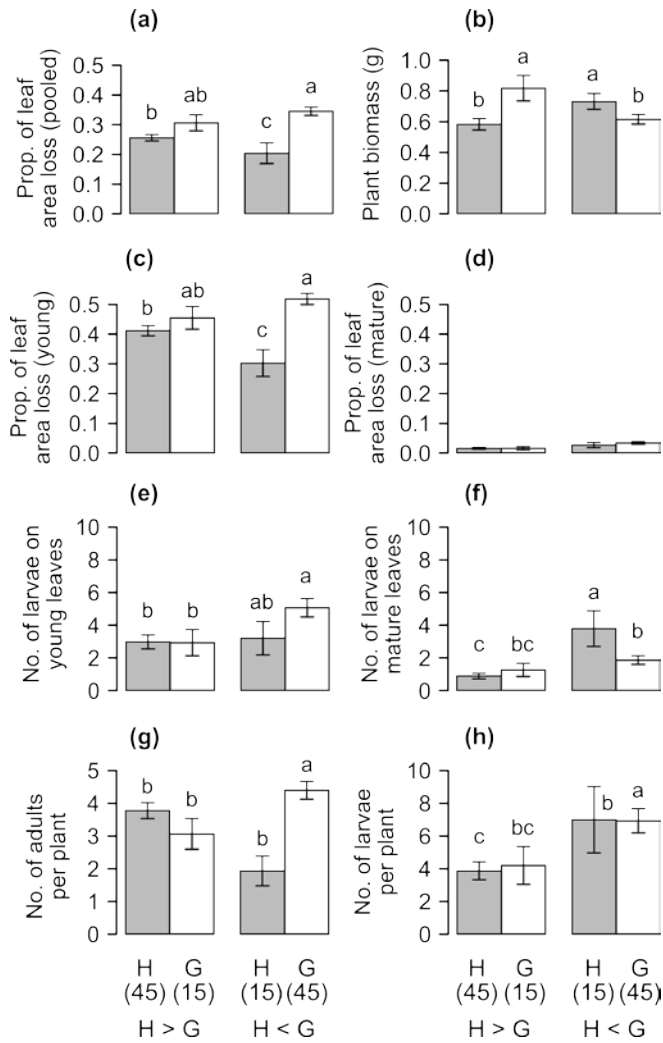 (a)
Prop. of leaf
area loss (pooled)
0.5
0.4
0.3
0.2
0.1
0.0
b
ab
c
a
(b)
Plant biomass (g)
1.0
0.8
0.6
0.4
0.2
0.0
b
a
a
b
(c)
Prop. of leaf
area loss (young)
0.5
0.4
0.3
0.2
0.1
0.0
b
ab
c
a
(d)
Prop. of leaf
area loss (mature)
0.5
0.4
0.3
0.2
0.1
0.0
(e)
No. of larvae on
young leaves
10
8
6
4
2
0
b
b
ab
a
(f)
No. of larvae on
mature leaves
10
8
6
4
2
0
c
bc
a
b
(g)
No. of adults
per plant
5
4
3
2
1
0
b
b
b
a
(h)
No. of larvae
per plant
10
8
6
4
2
0
c
bc
b
a
H G H G
(45) (15) (15) (45)
H > G H < G
H G H G
(45) (15) (15) (45)
H > G H < G